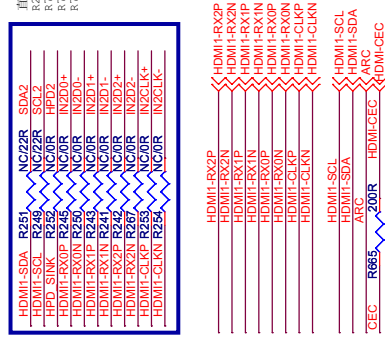 HDMI1-SDA R251 NC/22R SDA2
HDMI1-SCL R249 NC/22R SCL2
HPD_SINK R252 NC/0R HPD2
HDMI1-RX0P R245 NC/0R IN2D0+
HDMI1-RX0N R250 NC/0R IN2D0-
HDMI1-RX1P R243 NC/0R IN2D1+
HDMI1-RX1N R241 NC/0R IN2D1-
HDMI1-RX2P R242 NC/0R IN2D2+
HDMI1-RX2N R267 NC/0R IN2D2-
HDMI1-CLKP R253 NC/0R IN2CLK+
HDMI1-CLKN R254 NC/0R IN2CLK-
HDMI1-RX2P HDMI1-RX2P
HDMI1-RX2N HDMI1-RX2N
HDMI1-RX1P HDMI1-RX1P
HDMI1-RX1N HDMI1-RX1N
HDMI1-RX0P HDMI1-RX0P
HDMI1-RX0N HDMI1-RX0N
HDMI1-CLKP HDMI1-CLKP
HDMI1-CLKN HDMI1-CLKN
HDMI1-SCL HDMI1-SCL
HDMI1-SDA HDMI1-SDA
ARC ARC
CEC R665 200R HDMI-CEC HDMI-CEC